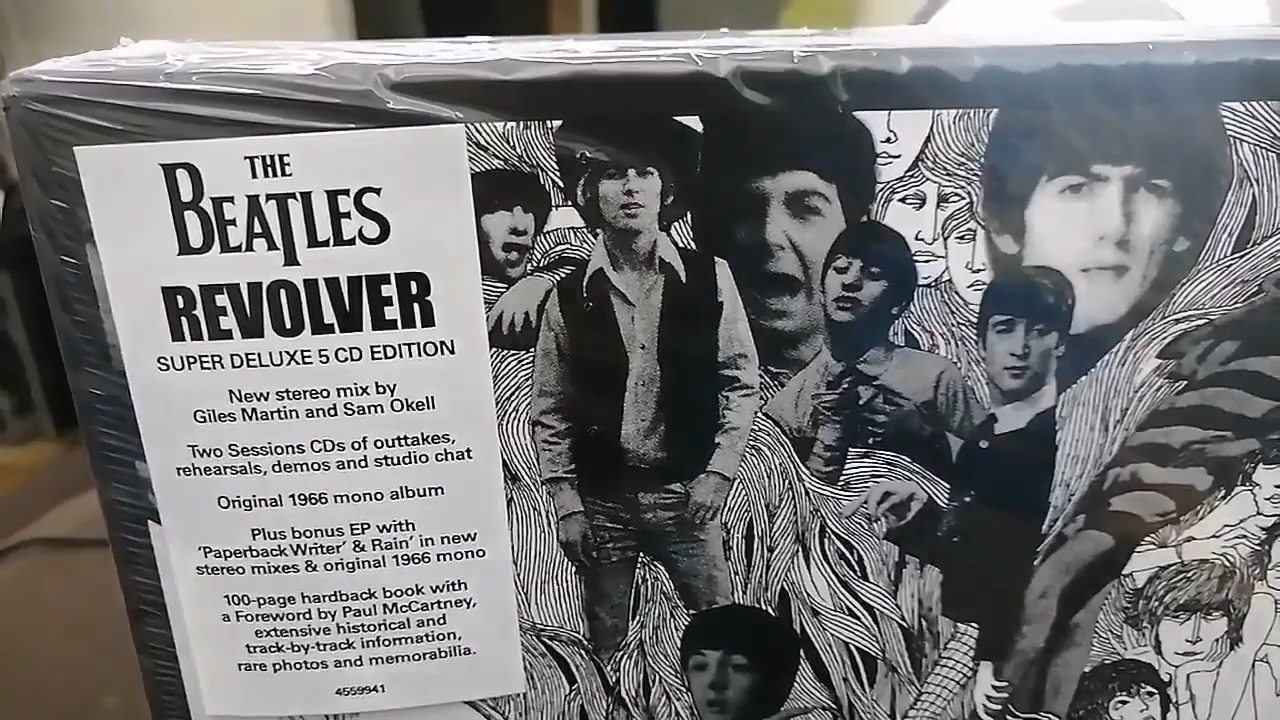 THE
BEATLES
REVOLVER
SUPER DELUXE 5 CD EDITION
New stereo mix by
Giles Martin and Sam Okell
Two Sessions CDs of outtakes,
rehearsals, demos and studio chat
Original 1966 mono album
Plus bonus EP with
‘Paperback Writer’ & Rain’ in new
stereo mixes & original 1966 mono
100-page hardback book with
a Foreword by Paul McCartney,
extensive historical and
track-by-track information,
rare photos and memorabilia.
4559941